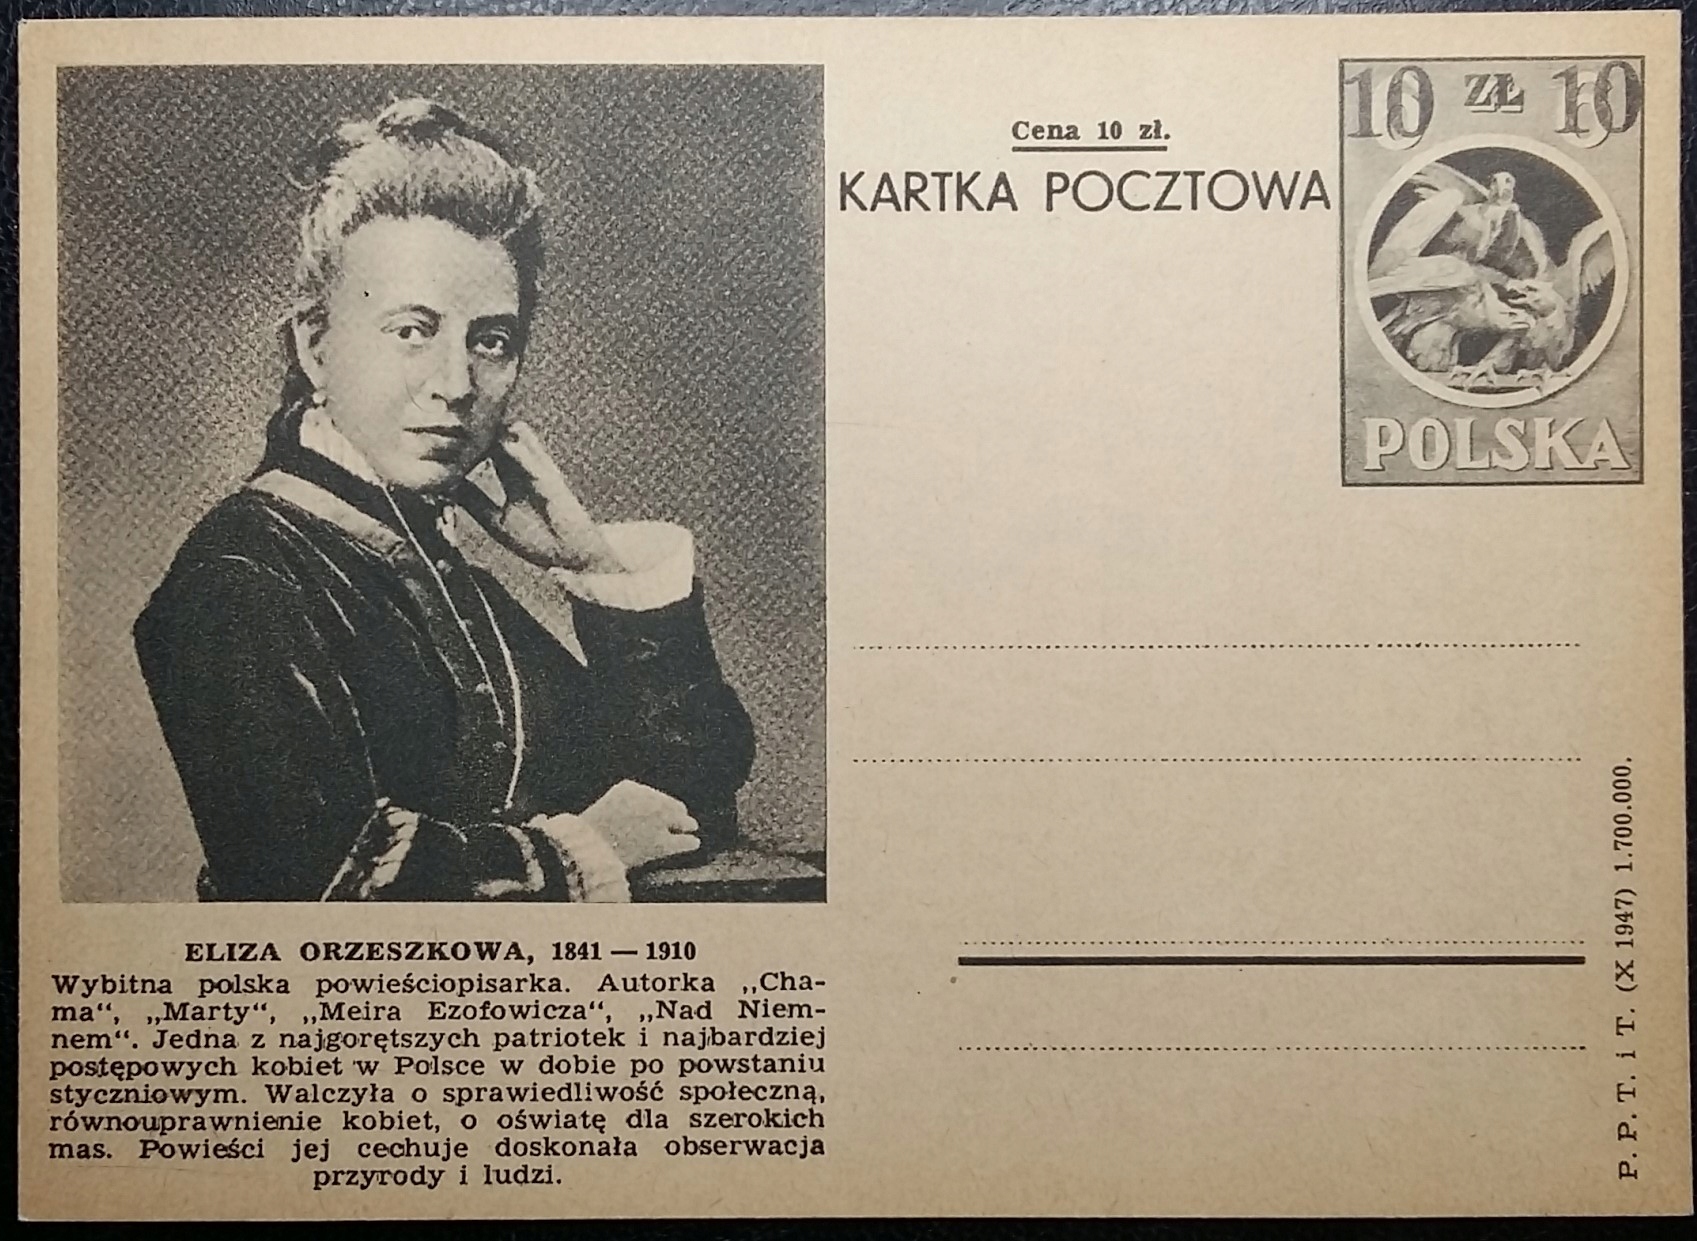 Cena 10 zł.
KARTKA POCZTOWA
10 ZŁ 10
POLSKA
ELIZA ORZESZKOWA, 1841 — 1910
Wybitna polska powieściopisarka. Autorka „Cha-
ma“, „Marty“, „Meira Ezofowicza“, „Nad Niem-
nem“. Jedna z najgorętszych patriotek i najbardziej
postępowych kobiet w Polsce w dobie po powstaniu
styczniowym. Walczyła o sprawiedliwość społeczną,
równouprawnienie kobiet, o oświatę dla szerokich
mas. Powieści jej cechuje doskonała obserwacja
przyrody i ludzi.
P. P. T. i T. (X 1947) 1.700.000.